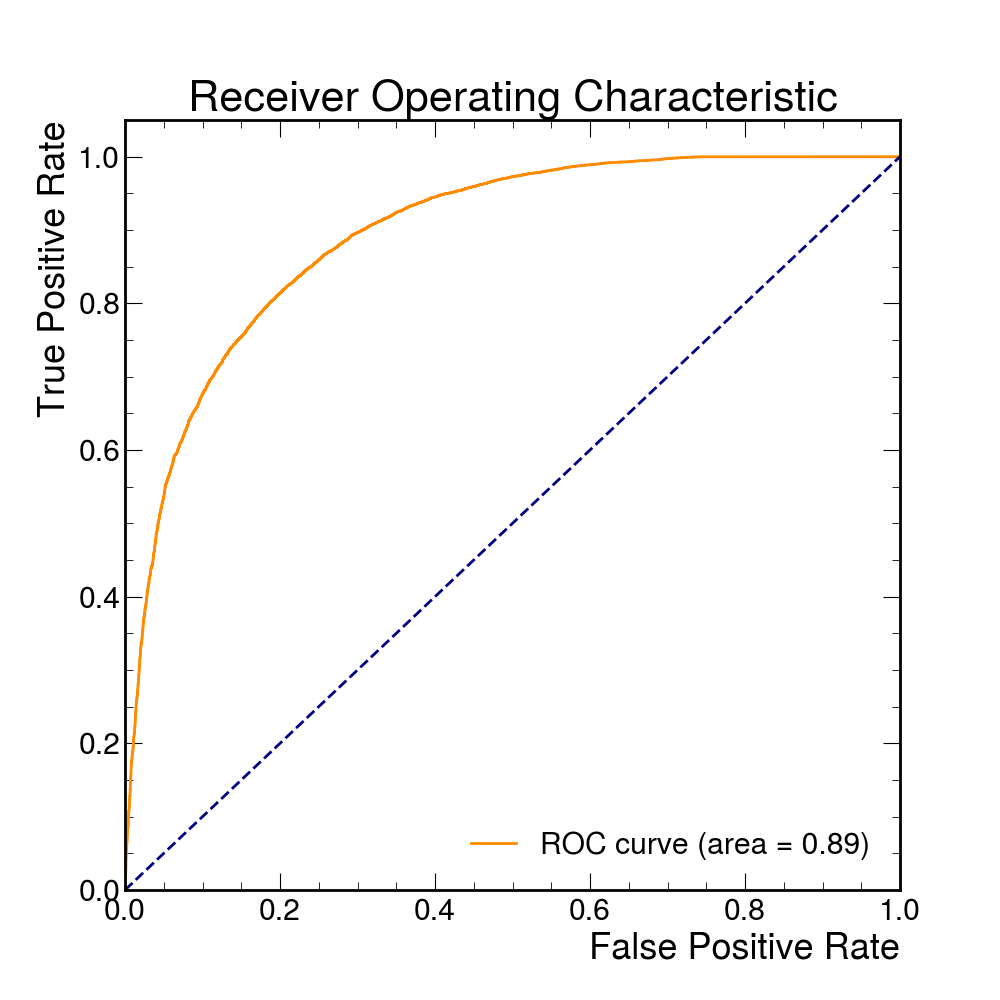 Receiver Operating Characteristic
True Positive Rate
1.0
0.8
0.6
0.4
0.2
0.0
ROC curve (area = 0.89)
0.0 0.2 0.4 0.6 0.8 1.0
False Positive Rate